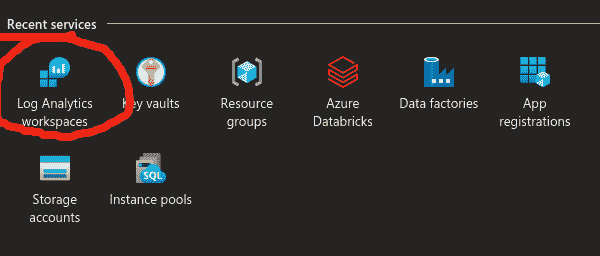 Recent services
Log Analytics workspaces
Key vaults
Resource groups
Azure Databricks
Data factories
App registrations
Storage accounts
Instance pools
SQL